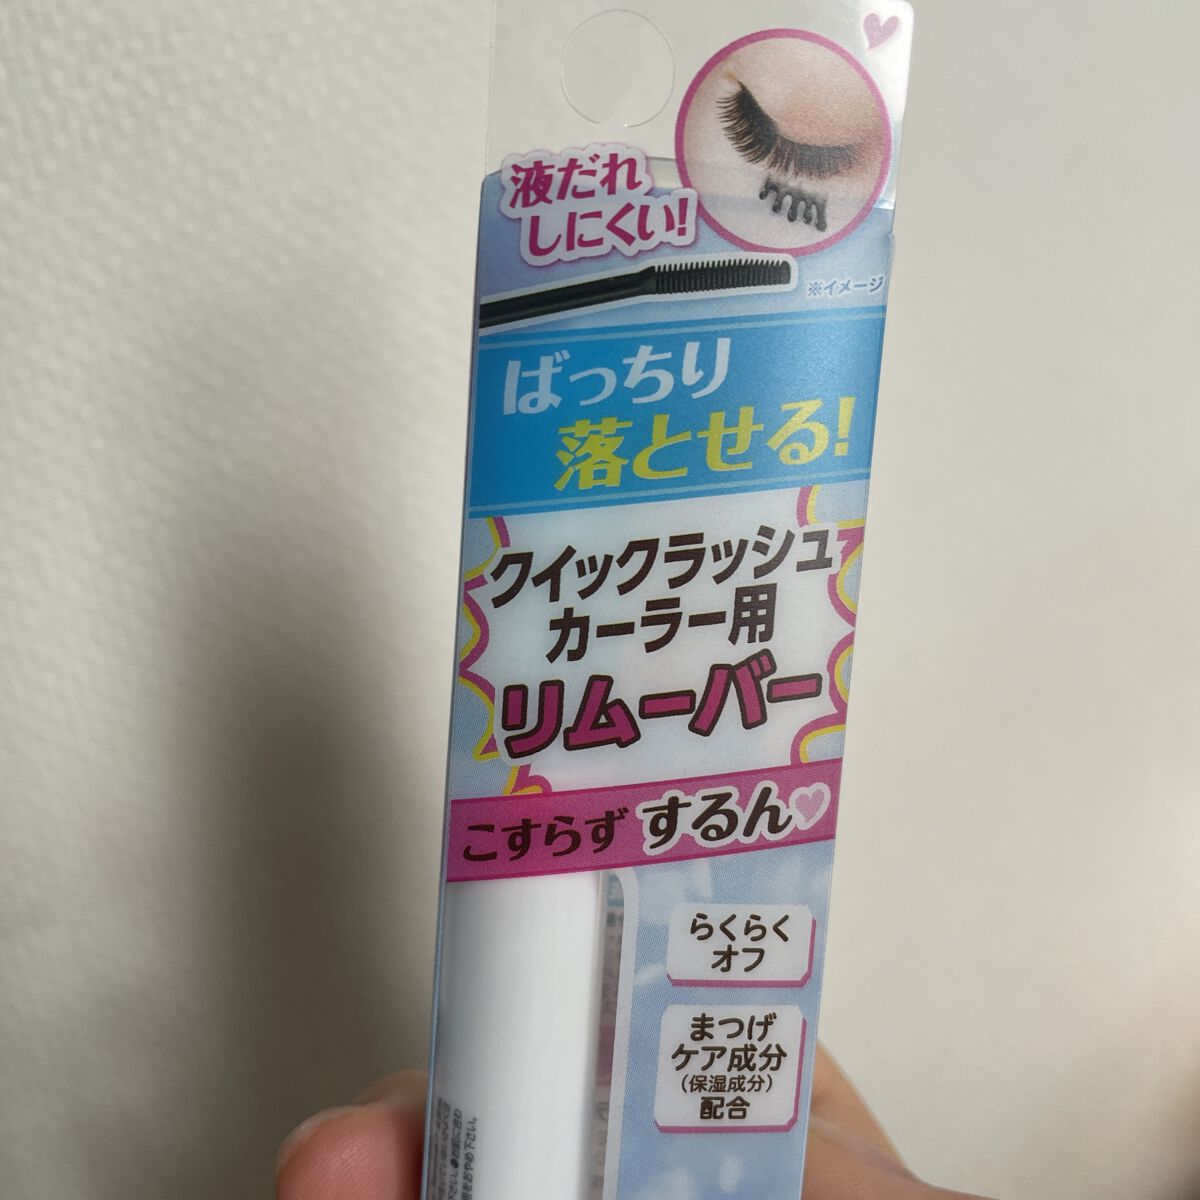 液だれ
しにくい!
※イメージ
ばっちり
落とせる!
クイックラッシュ
カーラー用
リムーバー
こすらず するん♡
らくらく
オフ
まつげ
ケア成分
(保湿成分)
配合